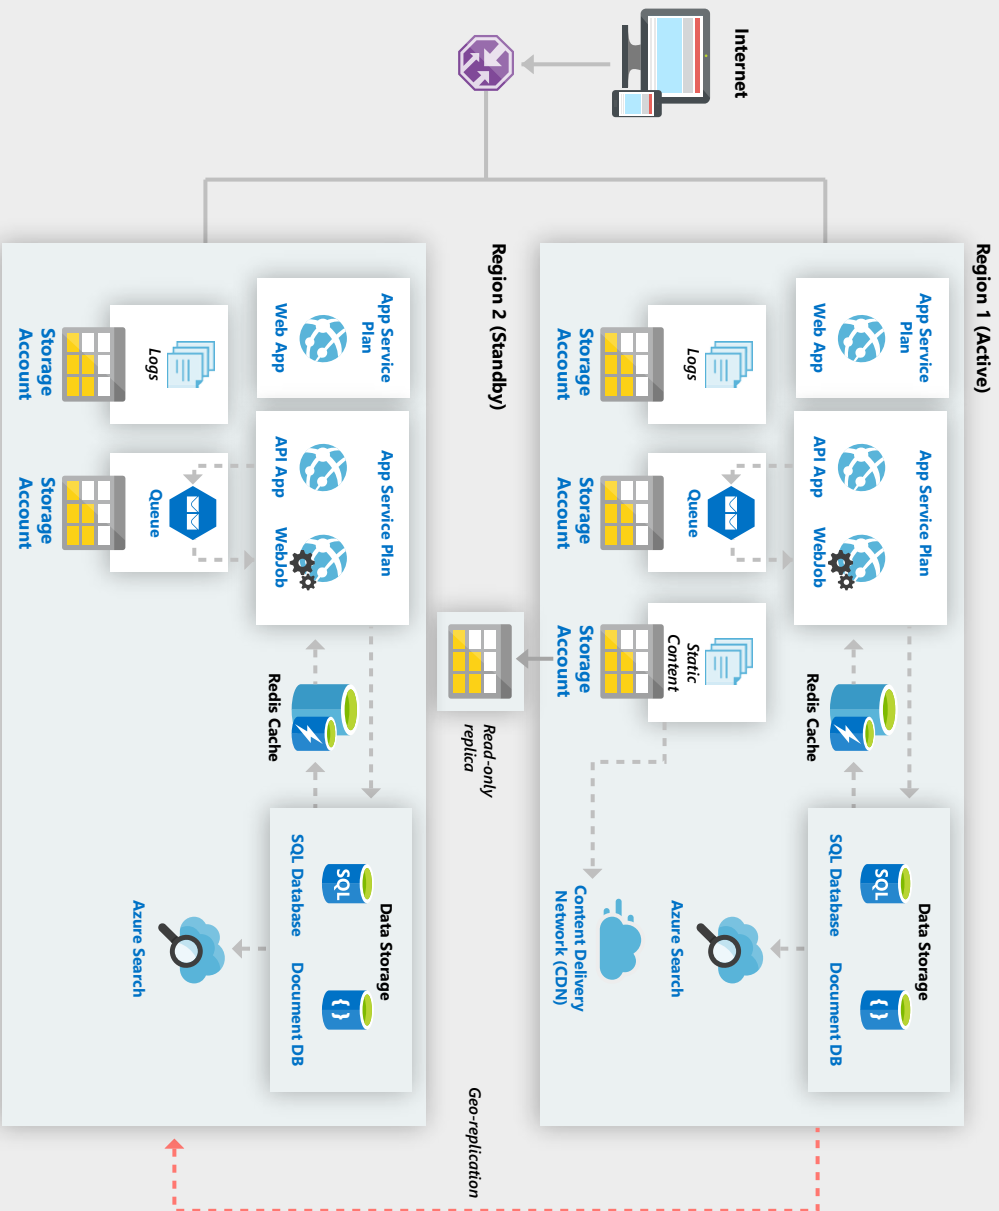 Internet
Region 1 (Active)
App Service
Plan
Web App
Logs
Storage
Account
App Service Plan
API App
WebJob
Queue
Storage
Account
Static
Content
Storage
Account
Redis Cache
Data Storage
SQL
SQL Database
{ }
Document DB
Azure Search
Content Delivery
Network (CDN)
Read-only
replica
Geo-replication
Region 2 (Standby)
App Service
Plan
Web App
Logs
Storage
Account
App Service Plan
API App
WebJob
Queue
Storage
Account
Redis Cache
Data Storage
SQL
SQL Database
{ }
Document DB
Azure Search